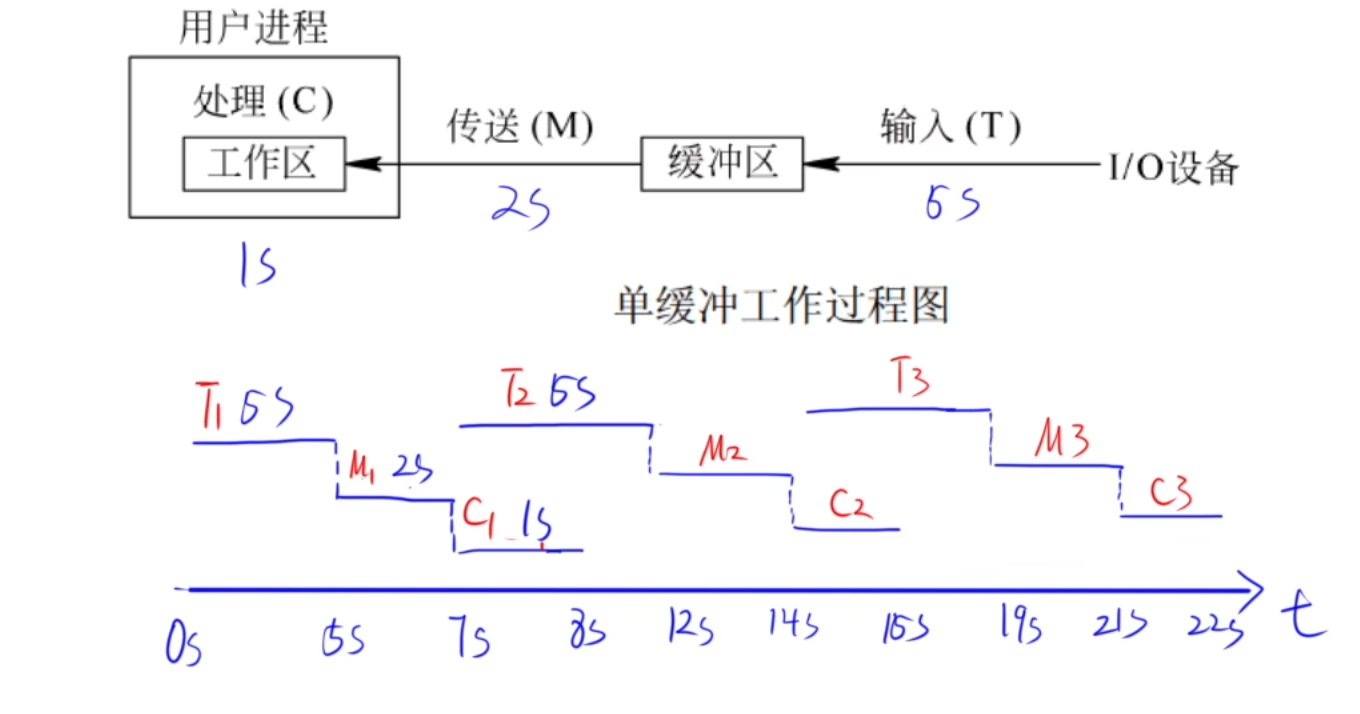 用户进程
处理 (C)
工作区
传送 (M)
缓冲区
输入 (T)
I/O设备
1S
2S
5S
单缓冲工作过程图
T1 5S
M1 2S
C1 1S
T2 5S
M2
C2
T3
M3
C3
0s 5s 7s 8s 12s 14s 15s 19s 21s 22s t